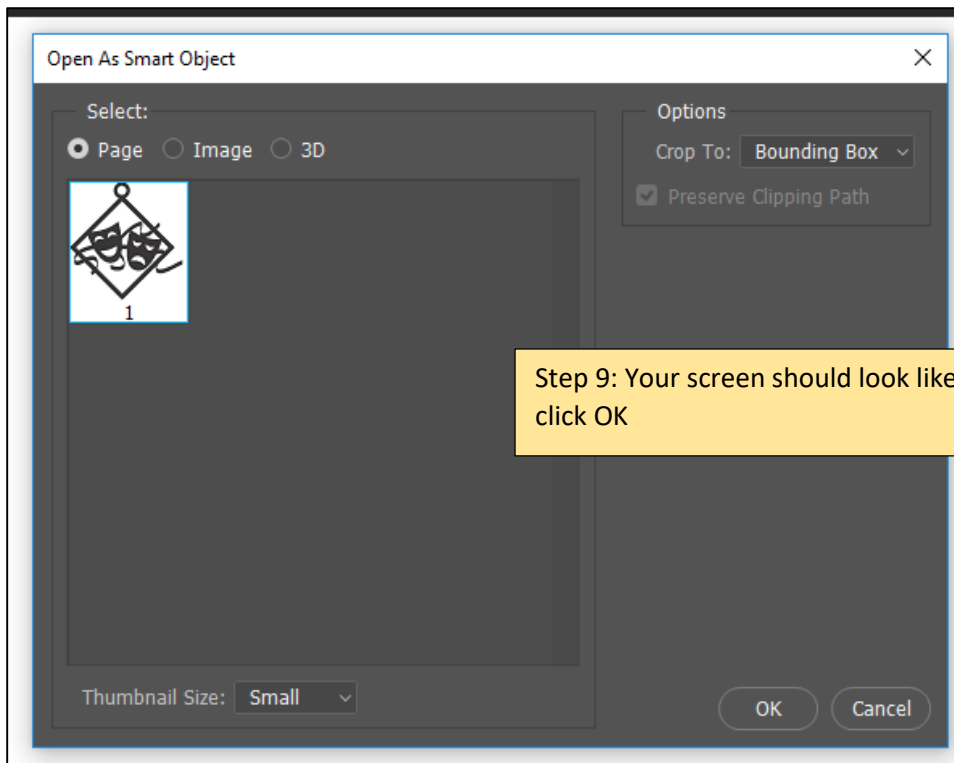 Open As Smart Object
Select:
Page Image 3D
1
Thumbnail Size: Small
Options
Crop To: Bounding Box
Preserve Clipping Path
Step 9: Your screen should look like
click OK
OK Cancel